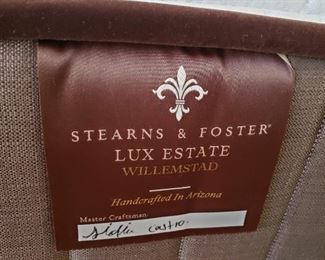 STEARNS & FOSTER®
LUX ESTATE
WILLEMSTAD
Handcrafted In Arizona
Master Craftsman:
castro.